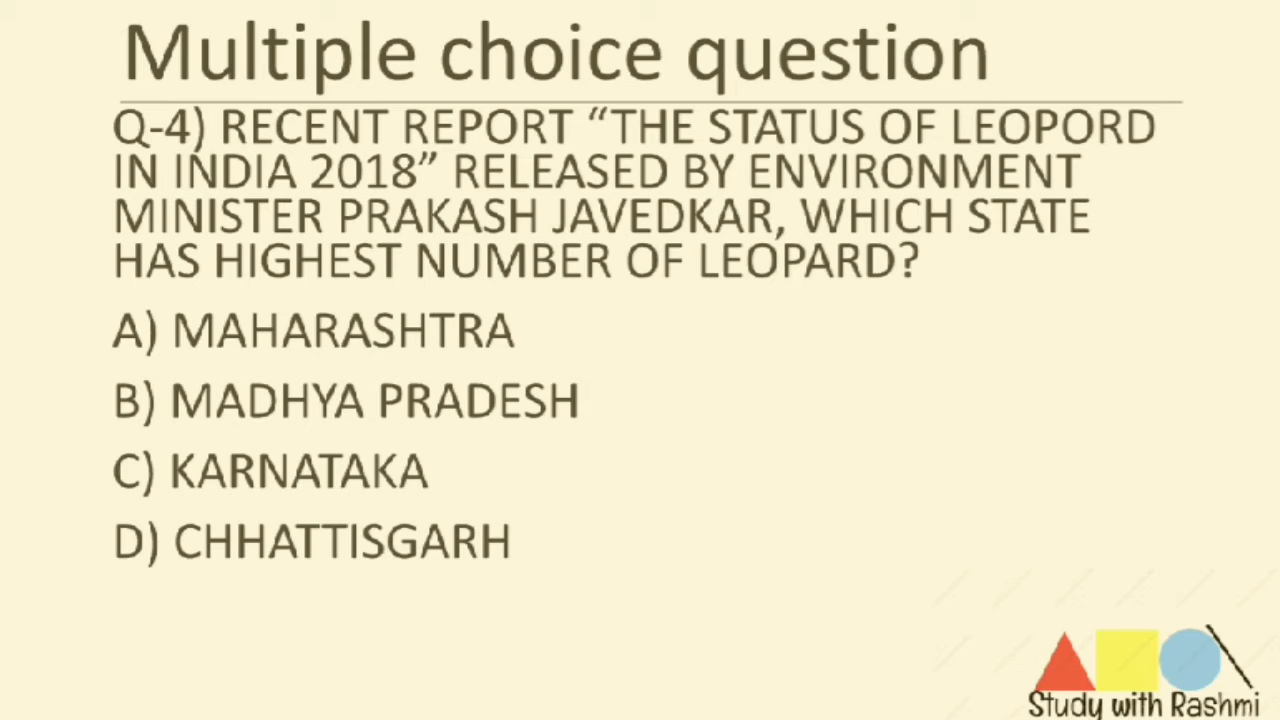 Multiple choice question
Q-4) RECENT REPORT “THE STATUS OF LEOPORD
IN INDIA 2018” RELEASED BY ENVIRONMENT
MINISTER PRAKASH JAVEDKAR, WHICH STATE
HAS HIGHEST NUMBER OF LEOPARD?
A) MAHARASHTRA
B) MADHYA PRADESH
C) KARNATAKA
D) CHHATTISGARH
Study with Rashmi